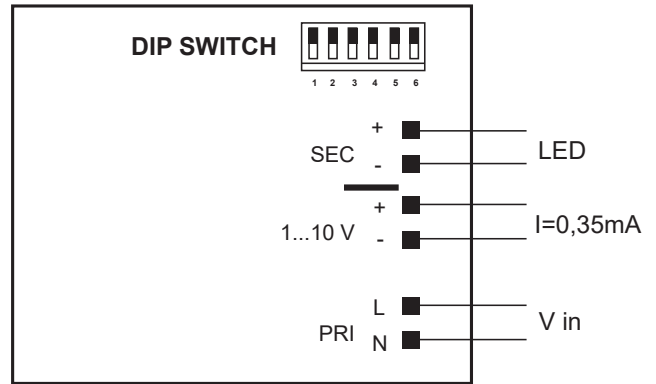 DIP SWITCH
1 2 3 4 5 6
+
SEC
LED
-
+
1...10 V
I=0,35mA
-
L
PRI
V in
N